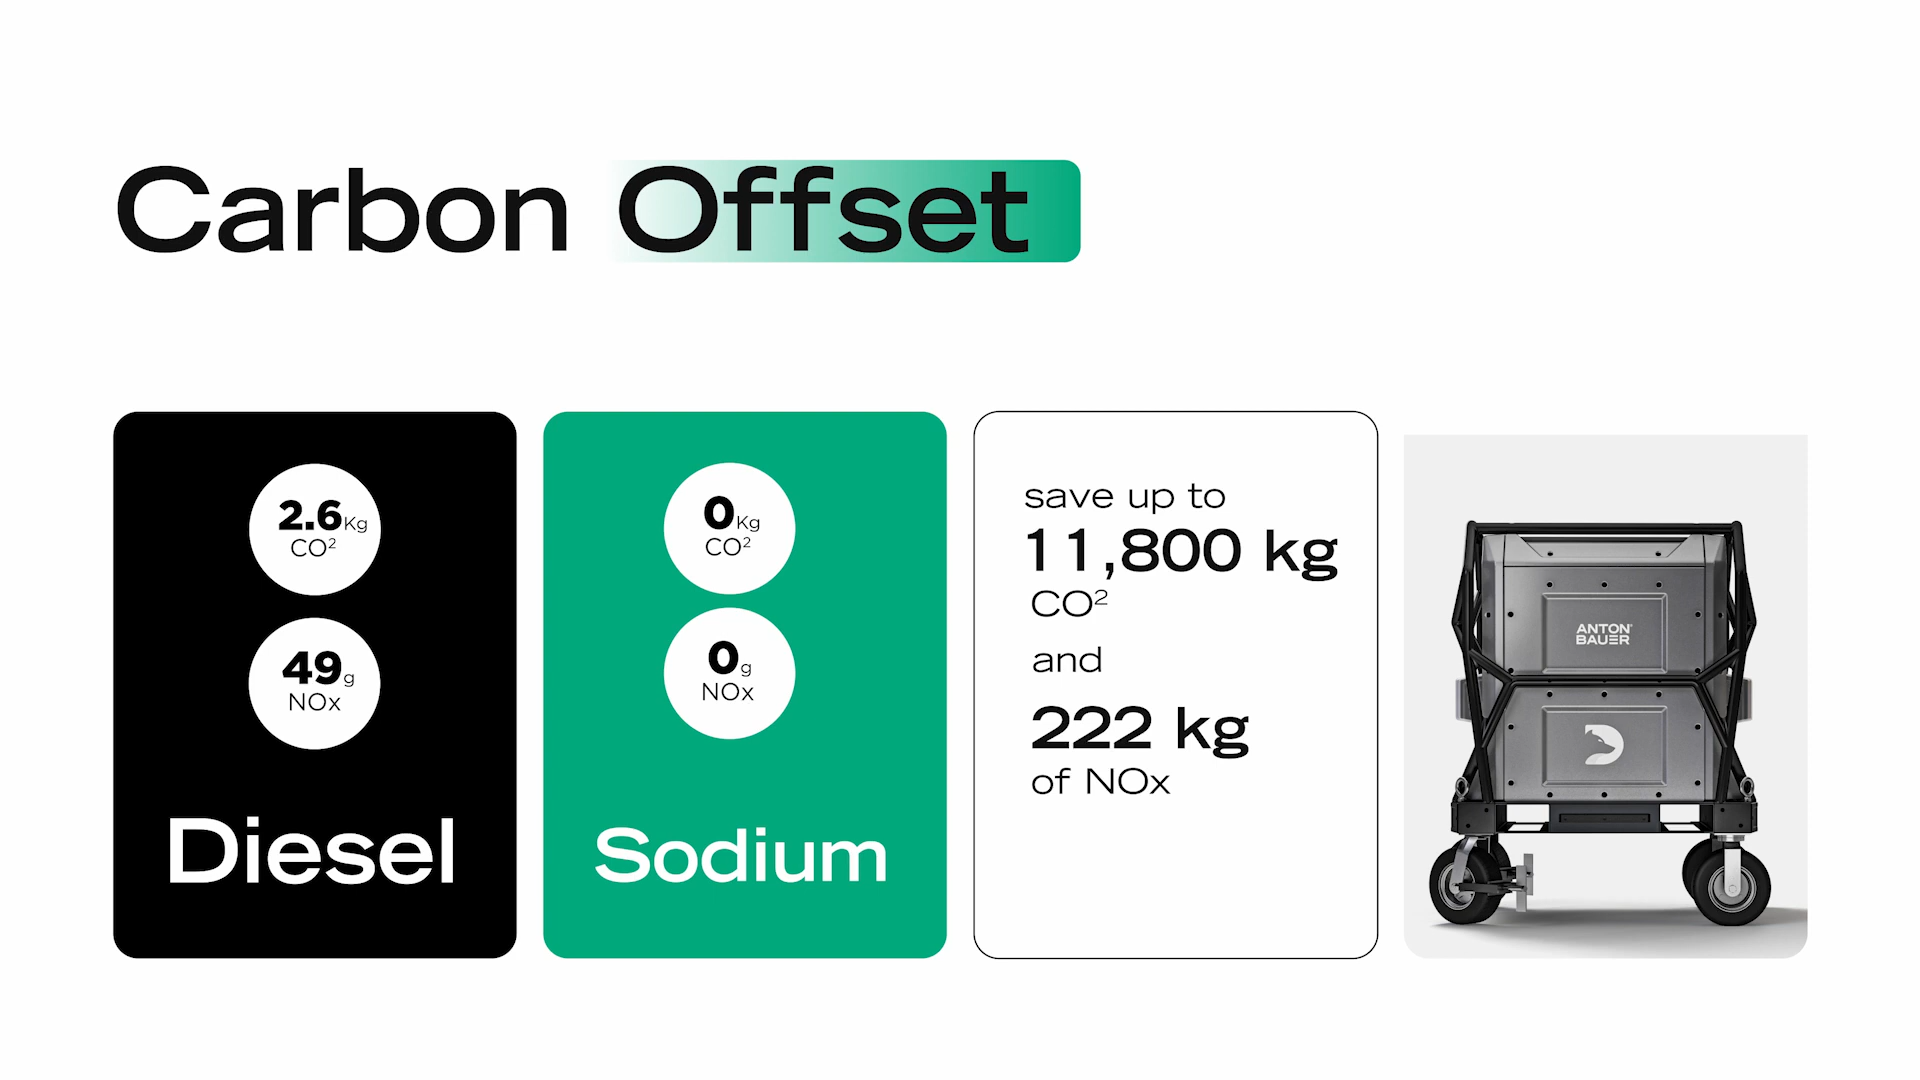 Carbon Offset
2.6Kg
CO²
49g
NOx
Diesel
0Kg
CO²
0g
NOx
Sodium
save up to
11,800 kg
CO²
and
222 kg
of NOx
ANTON
BAUER